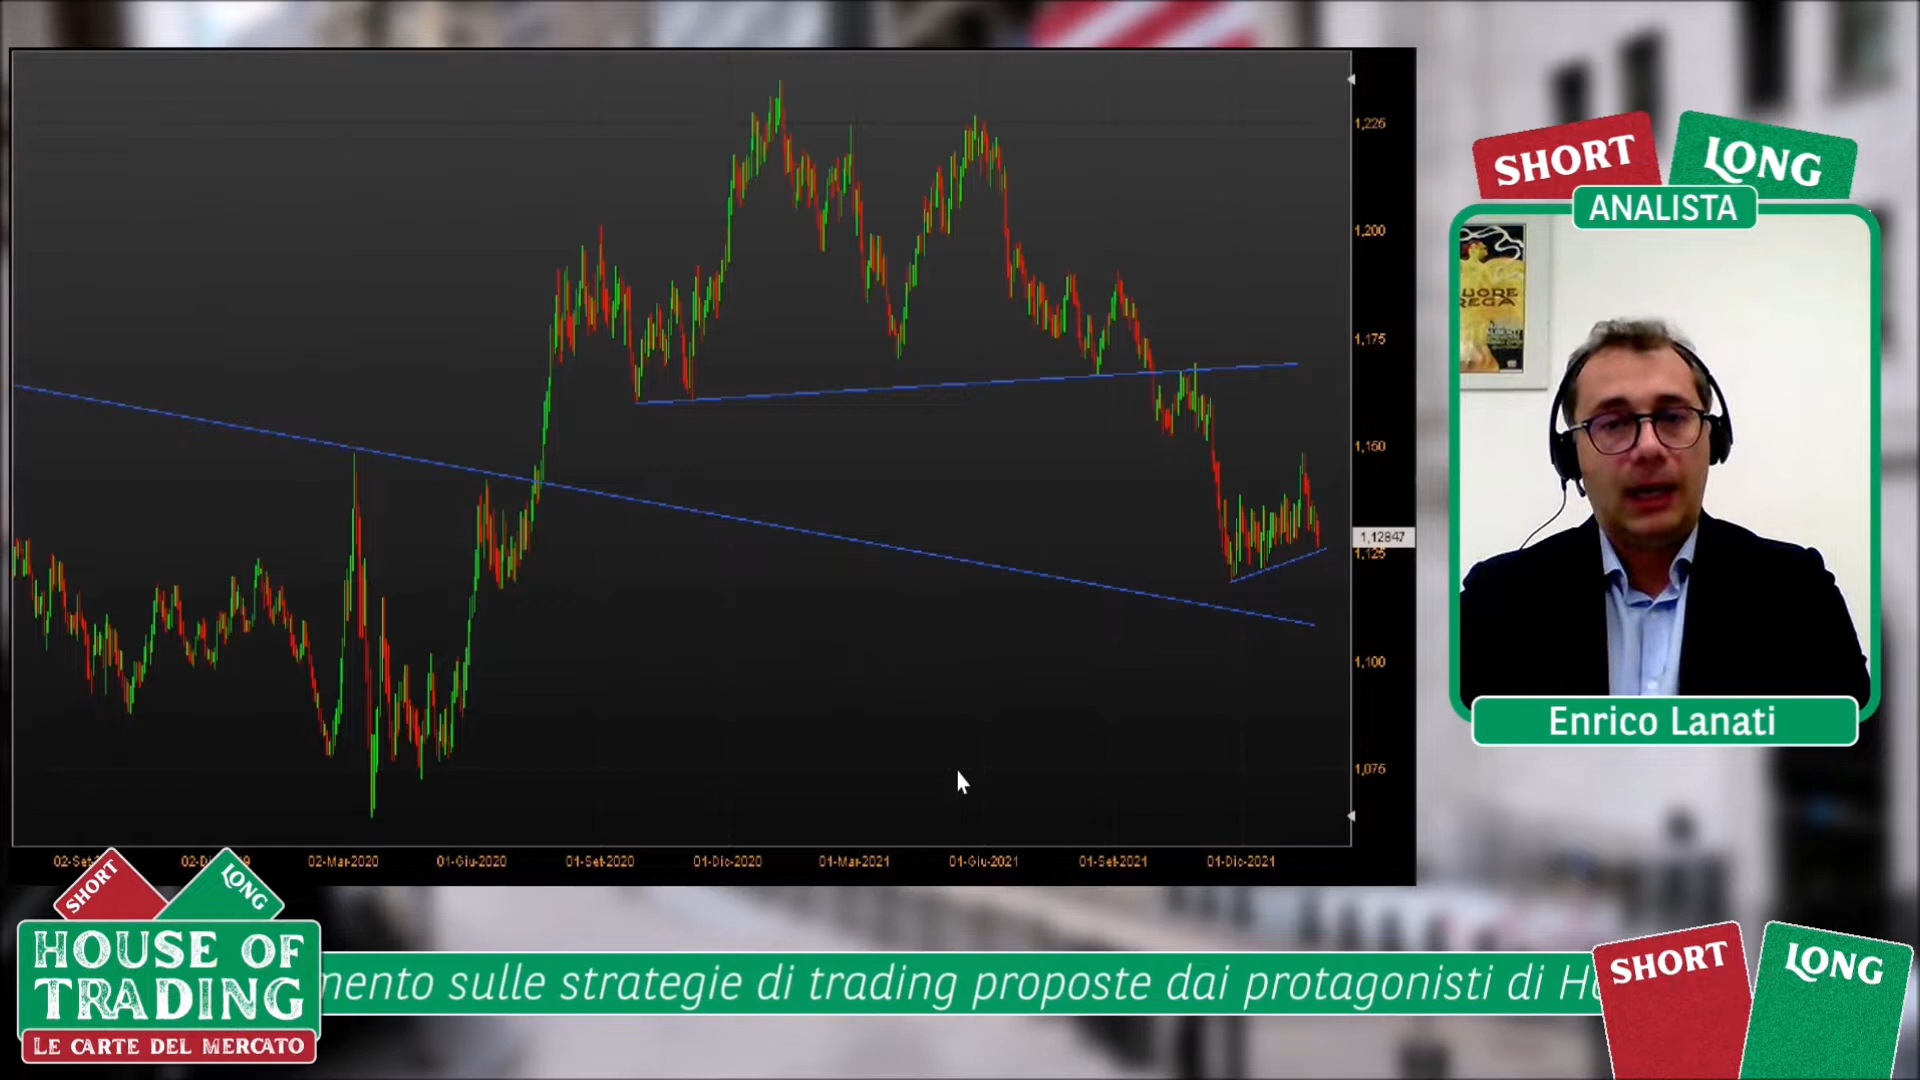 1,225
1,200
1,175
1,150
1,12847
1,125
1,100
1,075
02-Mar-2020
01-Giu-2020
01-Set-2020
01-Dic-2020
01-Mar-2021
01-Giu-2021
01-Set-2021
01-Dic-2021
SHORT
LONG
ANALISTA
Enrico Lanati
SHORT
LONG
HOUSE OF
TRADING
LE CARTE DEL MERCATO
mento sulle strategie di trading proposte dai protagonisti di H
SHORT
LONG